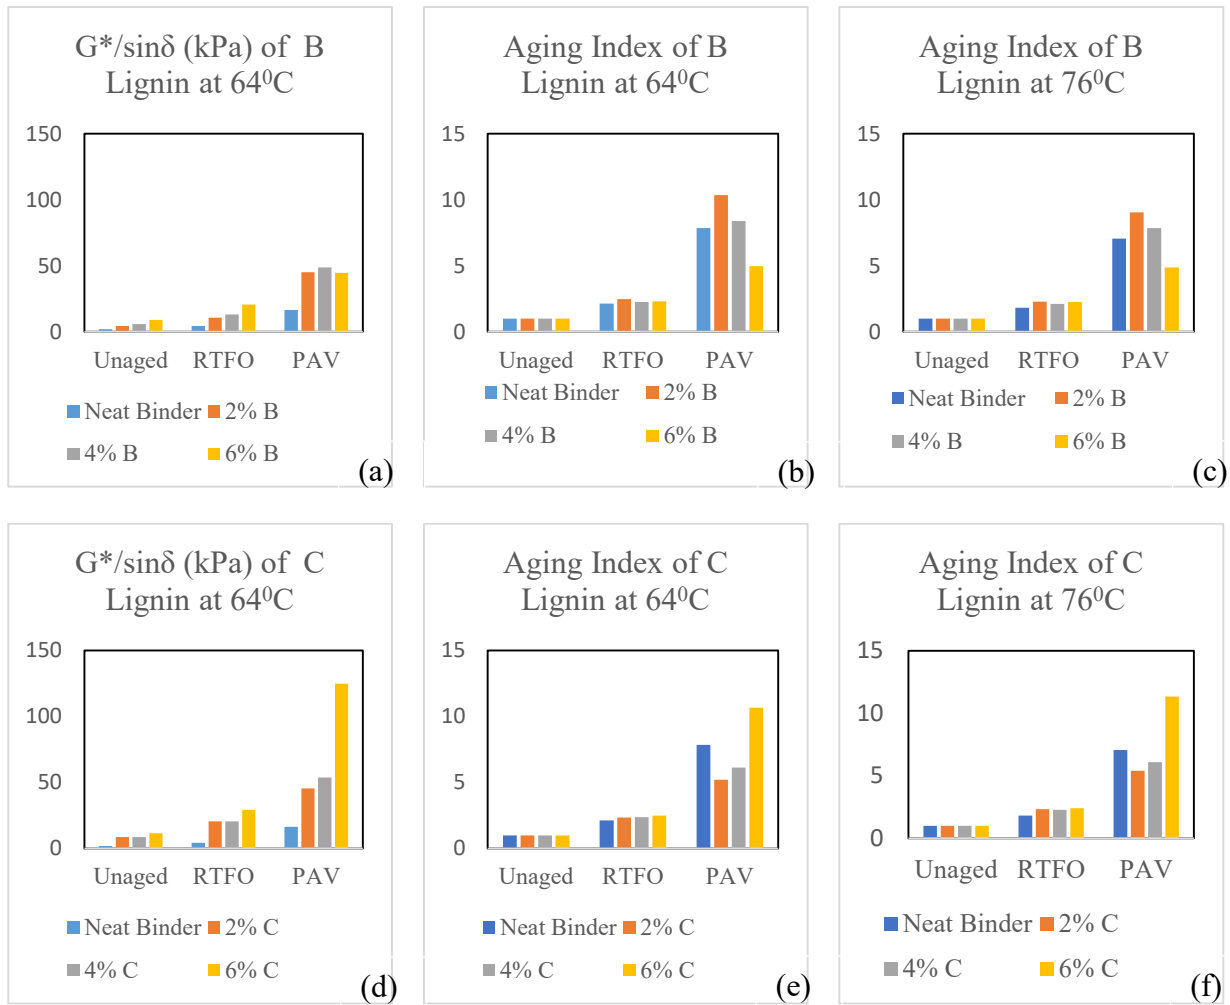 G*/sinδ (kPa) of  B
Lignin at 64⁰C
150
100
50
0
Unaged RTFO PAV
Neat Binder 2% B
4% B 6% B
(a)
Aging Index of B
Lignin at 64⁰C
15
10
5
0
Unaged RTFO PAV
Neat Binder 2% B
4% B 6% B
(b)
Aging Index of B
Lignin at 76⁰C
15
10
5
0
Unaged RTFO PAV
Neat Binder 2% B
4% B 6% B
(c)
G*/sinδ (kPa) of  C
Lignin at 64⁰C
150
100
50
0
Unaged RTFO PAV
Neat Binder 2% C
4% C 6% C
(d)
Aging Index of C
Lignin at 64⁰C
15
10
5
0
Unaged RTFO PAV
Neat Binder 2% C
4% C 6% C
(e)
Aging Index of C
Lignin at 76⁰C
15
10
5
0
Unaged RTFO PAV
Neat Binder 2% C
4% C 6% C
(f)